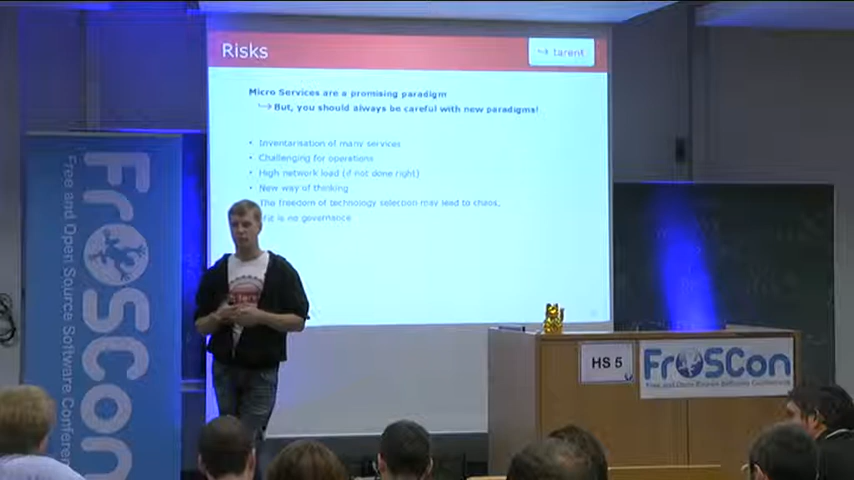 Risks
tarent
Micro Services are a promising paradigm
But, you should always be careful with new paradigms!
• Inventarisation of many services
• Challenging for operations
• High network load (if not done right)
• New way of thinking
The freedom of technology selection may lead to chaos,
if it is no governance
FrOSCon
Free and Open Source Software Conference
HS 5
FrOSCon
Free and Open Source Software Conference